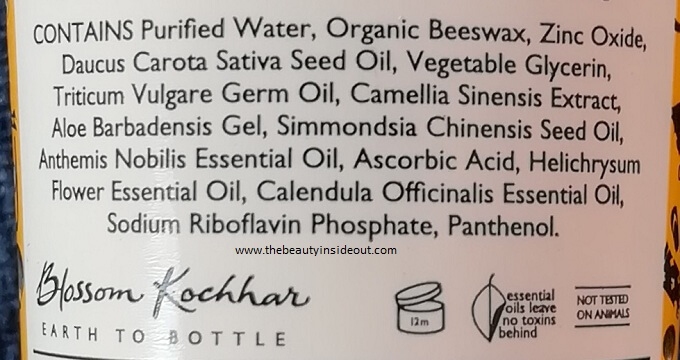 CONTAINS Purified Water, Organic Beeswax, Zinc Oxide,
Daucus Carota Sativa Seed Oil, Vegetable Glycerin,
Triticum Vulgare Germ Oil, Camellia Sinensis Extract,
Aloe Barbadensis Gel, Simmondsia Chinensis Seed Oil,
Anthemis Nobilis Essential Oil, Ascorbic Acid, Helichrysum
Flower Essential Oil, Calendula Officinalis Essential Oil,
Sodium Riboflavin Phosphate, Panthenol.
www.thebeautyinsideout.com
Blossom Kochhar
EARTH TO BOTTLE
12m
essential
oils leave
no toxins
behind
NOT TESTED
ON ANIMALS